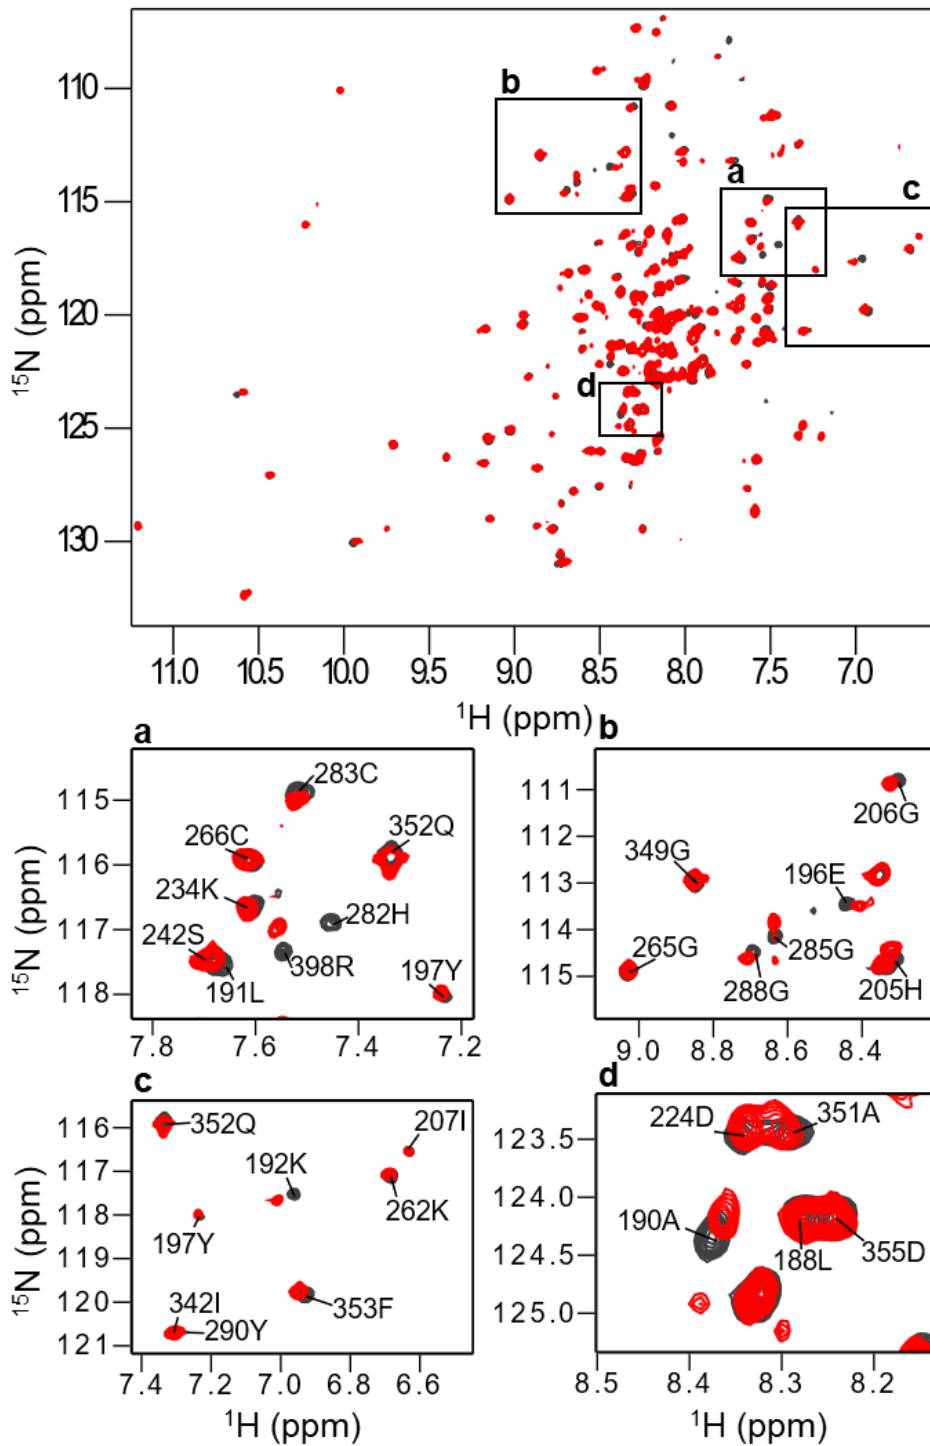 110
115
120
125
130
15N (ppm)
b
a
c
d
11.0 10.5 10.0 9.5 9.0 8.5 8.0 7.5 7.0
1H (ppm)
a
283C
266C
352Q
234K
282H
242S
398R
191L
197Y
115
116
117
118
15N (ppm)
7.8 7.6 7.4 7.2
b
206G
349G
196E
265G
285G
288G
205H
111
112
113
114
115
9.0 8.8 8.6 8.4
c
352Q
207I
192K
262K
197Y
342I
353F
290Y
116
117
118
119
120
121
15N (ppm)
7.4 7.2 7.0 6.8 6.6
1H (ppm)
d
224D
351A
190A
188L
355D
123.5
124.0
124.5
125.0
8.5 8.4 8.3 8.2
1H (ppm)